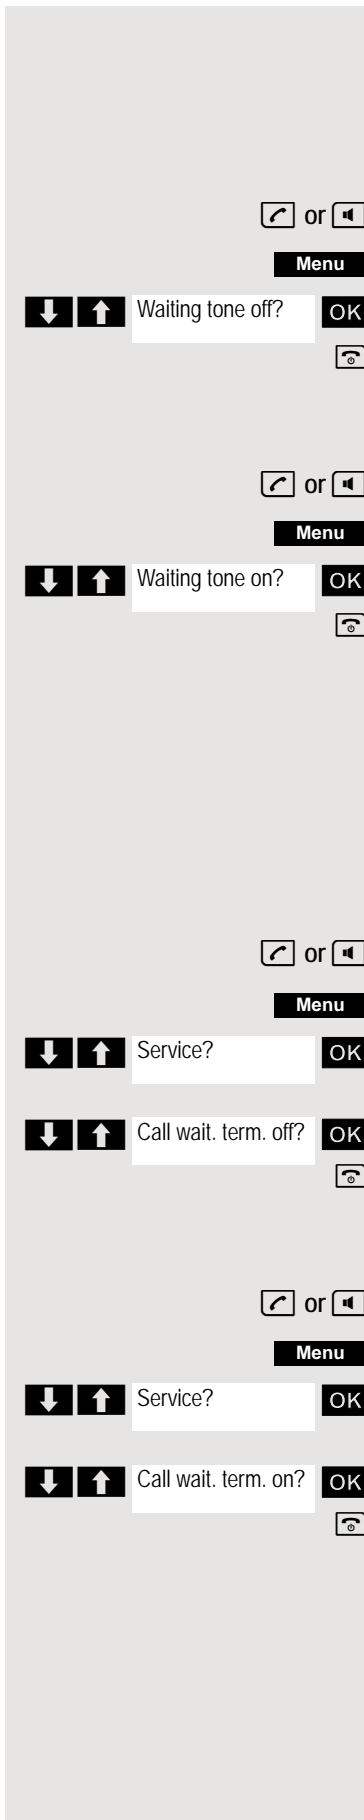 or
Menu
Waiting tone off? OK
or
Menu
Waiting tone on? OK
or
Menu
Service? OK
Call wait. term. off? OK
or
Menu
Service? OK
Call wait. term. on? OK